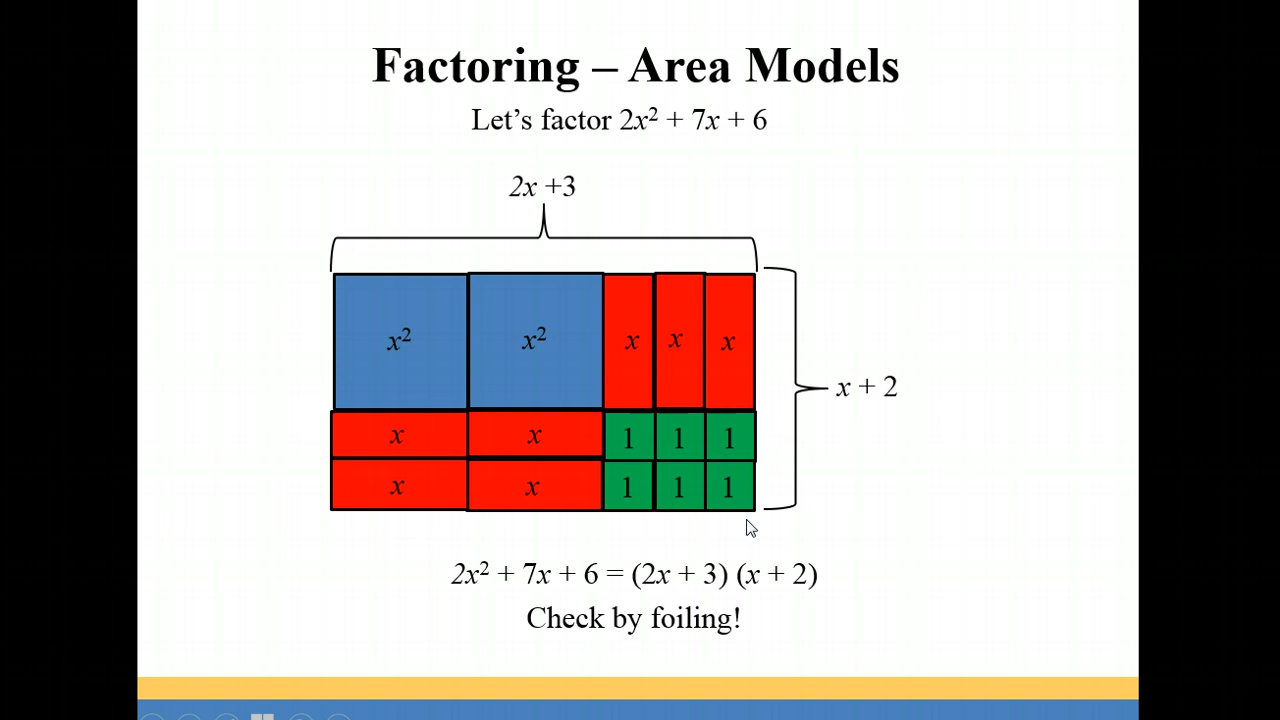 Factoring – Area Models
Let's factor 2x² + 7x + 6
2x +3
x² x² x x x
x + 2
x x 1 1 1
x x 1 1 1
2x² + 7x + 6 = (2x + 3) (x + 2)
Check by foiling!